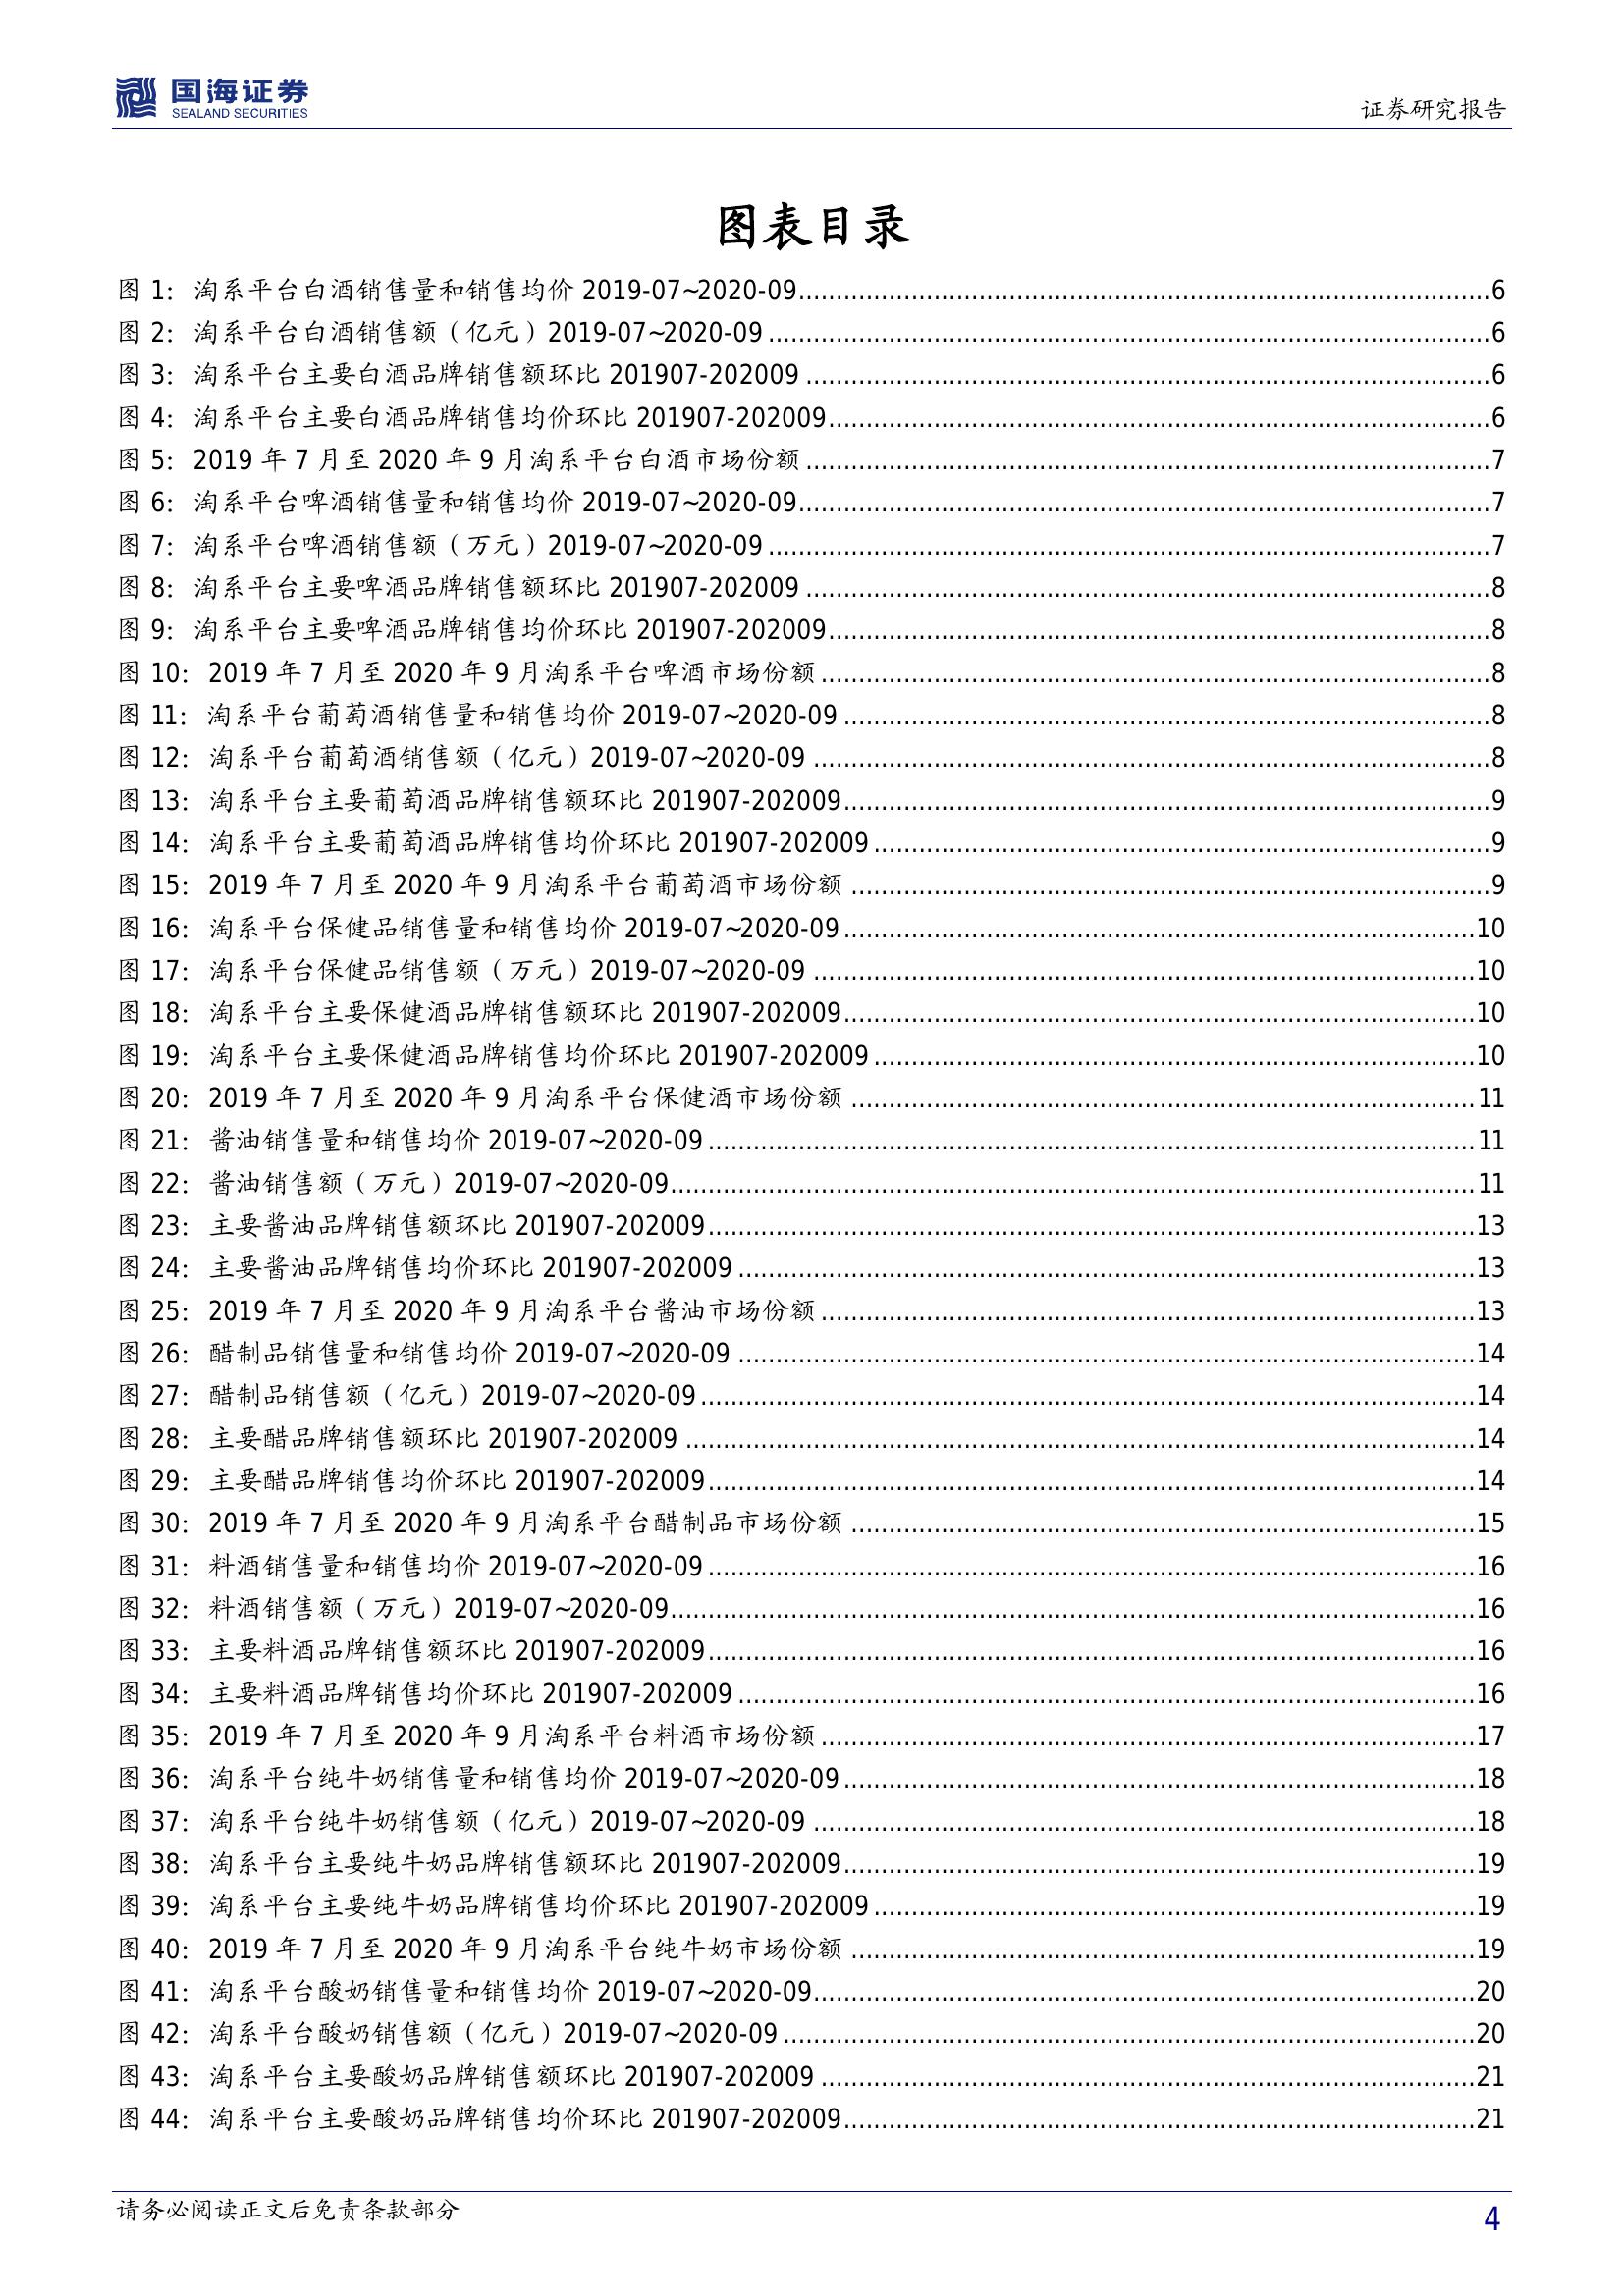 国海证券
SEALAND SECURITIES
证券研究报告
图表目录
图 1：淘系平台白酒销售量和销售均价 2019-07~2020-09 6
图 2：淘系平台白酒销售额（亿元）2019-07~2020-09 6
图 3：淘系平台主要白酒品牌销售额环比 201907-202009 6
图 4：淘系平台主要白酒品牌销售均价环比 201907-202009 6
图 5：2019 年 7 月至 2020 年 9 月淘系平台白酒市场份额 7
图 6：淘系平台啤酒销售量和销售均价 2019-07~2020-09 7
图 7：淘系平台啤酒销售额（万元）2019-07~2020-09 7
图 8：淘系平台主要啤酒品牌销售额环比 201907-202009 8
图 9：淘系平台主要啤酒品牌销售均价环比 201907-202009 8
图 10：2019 年 7 月至 2020 年 9 月淘系平台啤酒市场份额 8
图 11：淘系平台葡萄酒销售量和销售均价 2019-07~2020-09 8
图 12：淘系平台葡萄酒销售额（亿元）2019-07~2020-09 8
图 13：淘系平台主要葡萄酒品牌销售额环比 201907-202009 9
图 14：淘系平台主要葡萄酒品牌销售均价环比 201907-202009 9
图 15：2019 年 7 月至 2020 年 9 月淘系平台葡萄酒市场份额 9
图 16：淘系平台保健品销售量和销售均价 2019-07~2020-09 10
图 17：淘系平台保健品销售额（万元）2019-07~2020-09 10
图 18：淘系平台主要保健酒品牌销售额环比 201907-202009 10
图 19：淘系平台主要保健酒品牌销售均价环比 201907-202009 10
图 20：2019 年 7 月至 2020 年 9 月淘系平台保健酒市场份额 11
图 21：酱油销售量和销售均价 2019-07~2020-09 11
图 22：酱油销售额（万元）2019-07~2020-09 11
图 23：主要酱油品牌销售额环比 201907-202009 13
图 24：主要酱油品牌销售均价环比 201907-202009 13
图 25：2019 年 7 月至 2020 年 9 月淘系平台酱油市场份额 13
图 26：醋制品销售量和销售均价 2019-07~2020-09 14
图 27：醋制品销售额（亿元）2019-07~2020-09 14
图 28：主要醋品牌销售额环比 201907-202009 14
图 29：主要醋品牌销售均价环比 201907-202009 14
图 30：2019 年 7 月至 2020 年 9 月淘系平台醋制品市场份额 15
图 31：料酒销售量和销售均价 2019-07~2020-09 16
图 32：料酒销售额（万元）2019-07~2020-09 16
图 33：主要料酒品牌销售额环比 201907-202009 16
图 34：主要料酒品牌销售均价环比 201907-202009 16
图 35：2019 年 7 月至 2020 年 9 月淘系平台料酒市场份额 17
图 36：淘系平台纯牛奶销售量和销售均价 2019-07~2020-09 18
图 37：淘系平台纯牛奶销售额（亿元）2019-07~2020-09 18
图 38：淘系平台主要纯牛奶品牌销售额环比 201907-202009 19
图 39：淘系平台主要纯牛奶品牌销售均价环比 201907-202009 19
图 40：2019 年 7 月至 2020 年 9 月淘系平台纯牛奶市场份额 19
图 41：淘系平台酸奶销售量和销售均价 2019-07~2020-09 20
图 42：淘系平台酸奶销售额（亿元）2019-07~2020-09 20
图 43：淘系平台主要酸奶品牌销售额环比 201907-202009 21
图 44：淘系平台主要酸奶品牌销售均价环比 201907-202009 21
请务必阅读正文后免责条款部分
4